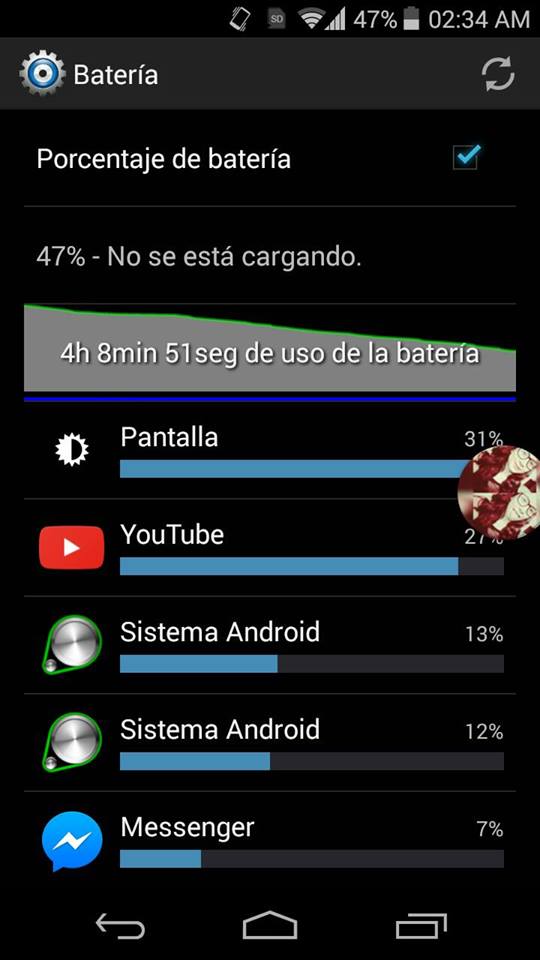 SD 47% 02:34 AM
Batería
Porcentaje de batería
47% - No se está cargando.
4h 8min 51seg de uso de la batería
Pantalla 31%
YouTube 27%
Sistema Android 13%
Sistema Android 12%
Messenger 7%